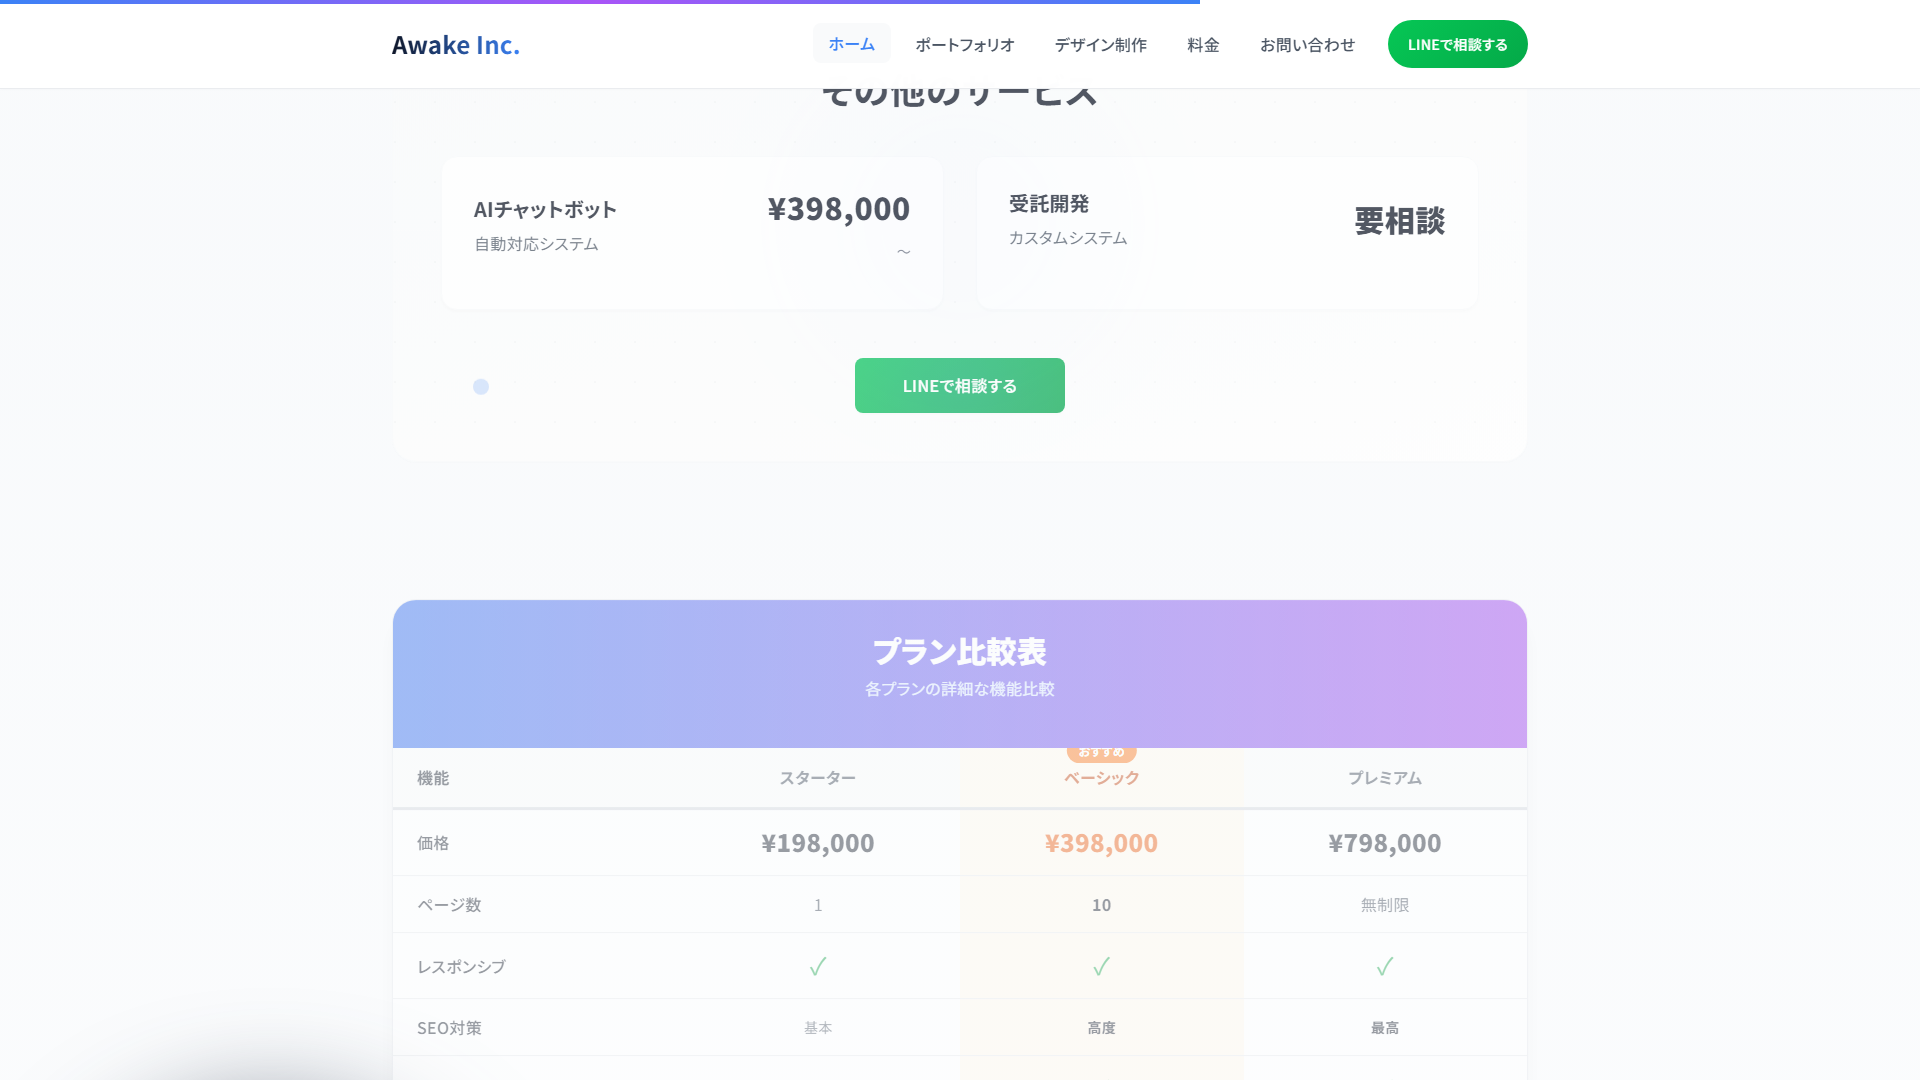 Awake Inc.
ホーム
ポートフォリオ
デザイン制作
料金
お問い合わせ
LINEで相談する
その他のサービス
AIチャットボット
自動対応システム
¥398,000
～
受託開発
カスタムシステム
要相談
LINEで相談する
プラン比較表
各プランの詳細な機能比較
おすすめ
機能 スターター ベーシック プレミアム
価格 ¥198,000 ¥398,000 ¥798,000
ページ数 1 10 無制限
レスポンシブ ✓ ✓ ✓
SEO対策 基本 高度 最高